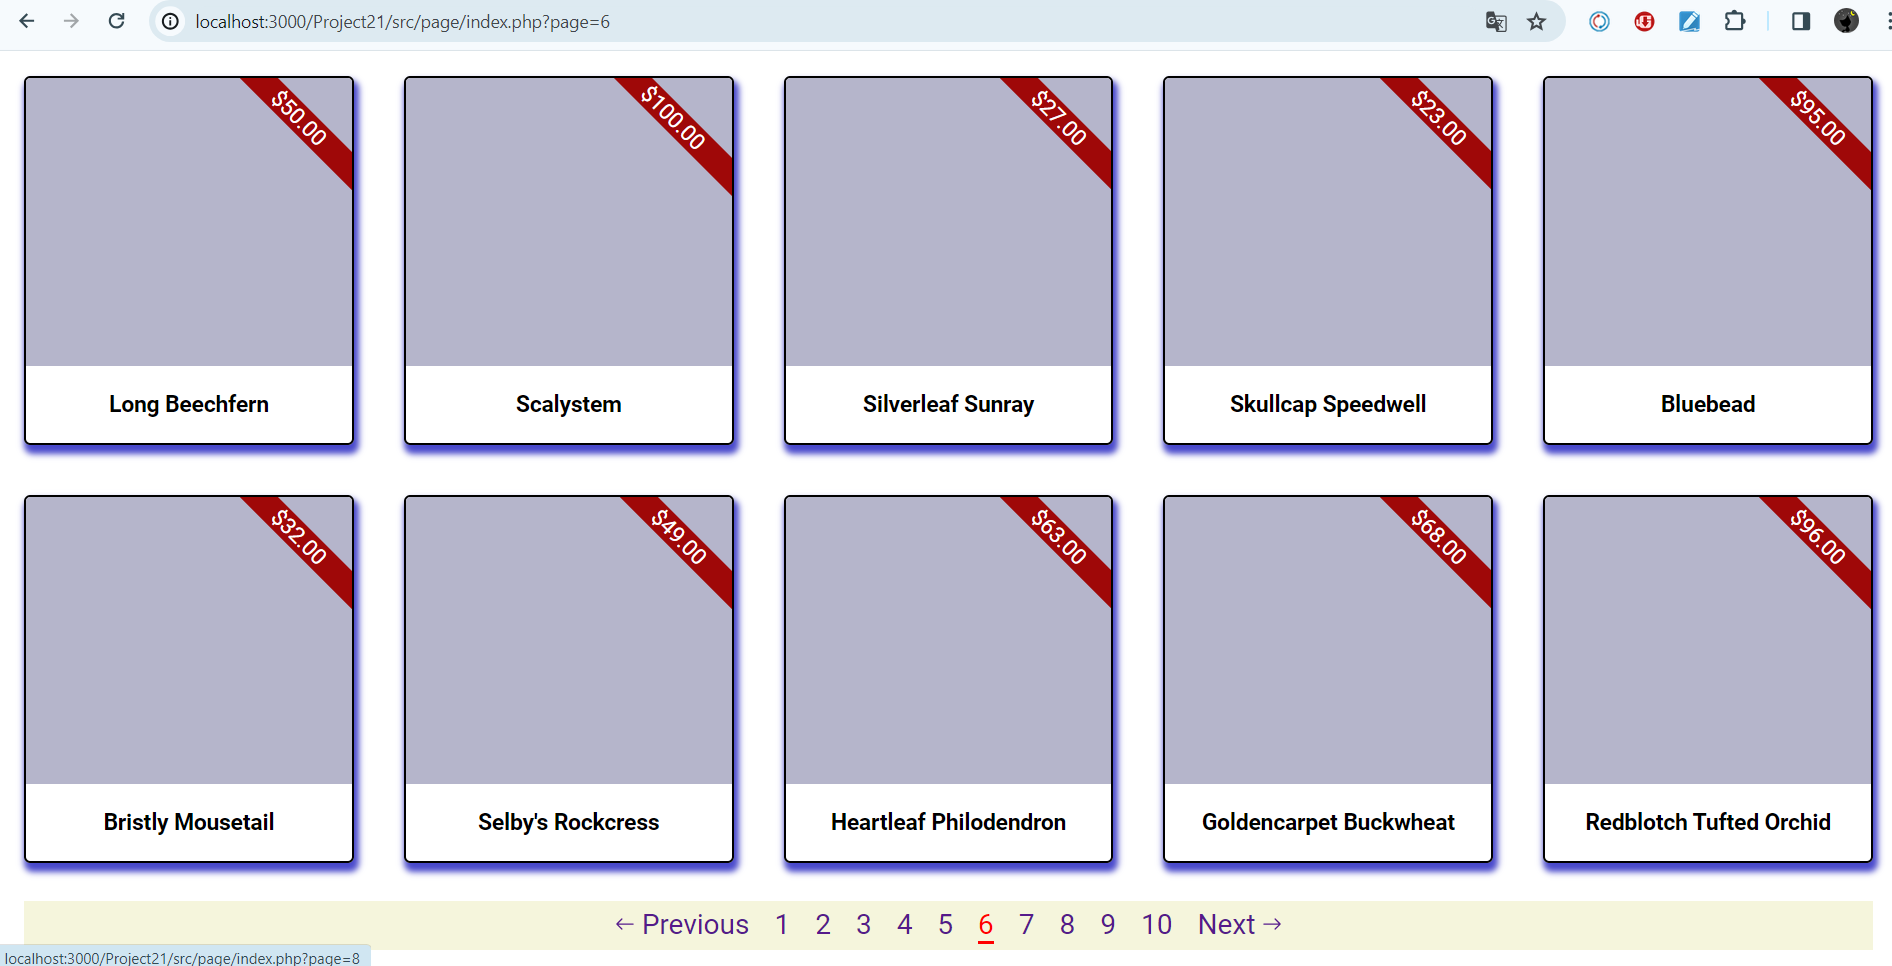 localhost:3000/Project21/src/page/index.php?page=6
$50.00
$100.00
$27.00
$23.00
$95.00
Long Beechfern
Scalystem
Silverleaf Sunray
Skullcap Speedwell
Bluebead
$32.00
$49.00
$63.00
$68.00
$96.00
Bristly Mousetail
Selby's Rockcress
Heartleaf Philodendron
Goldencarpet Buckwheat
Redblotch Tufted Orchid
← Previous 1 2 3 4 5 6 7 8 9 10 Next →
localhost:3000/Project21/src/page/index.php?page=8